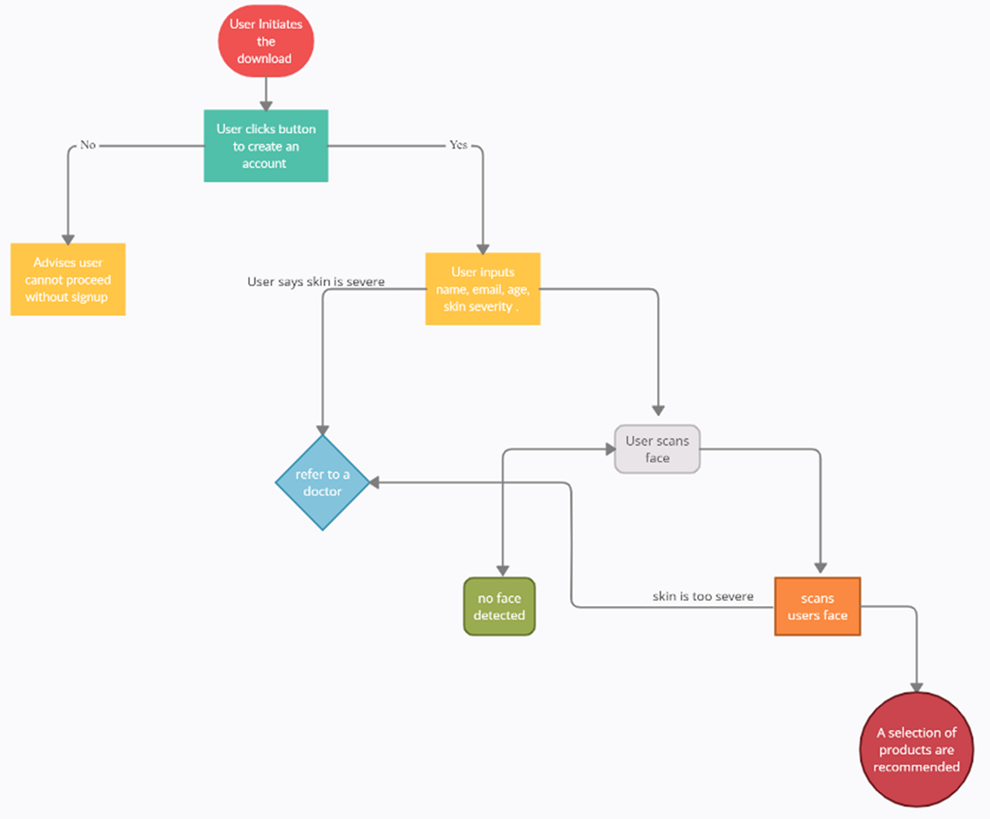 User Initiates
the
download
User clicks button
to create an
account
No
Yes
Advises user
cannot proceed
without signup
User inputs
name, email, age,
skin severity .
User says skin is severe
User scans
face
refer to a
doctor
no face
detected
skin is too severe
scans
users face
A selection of
products are
recommended